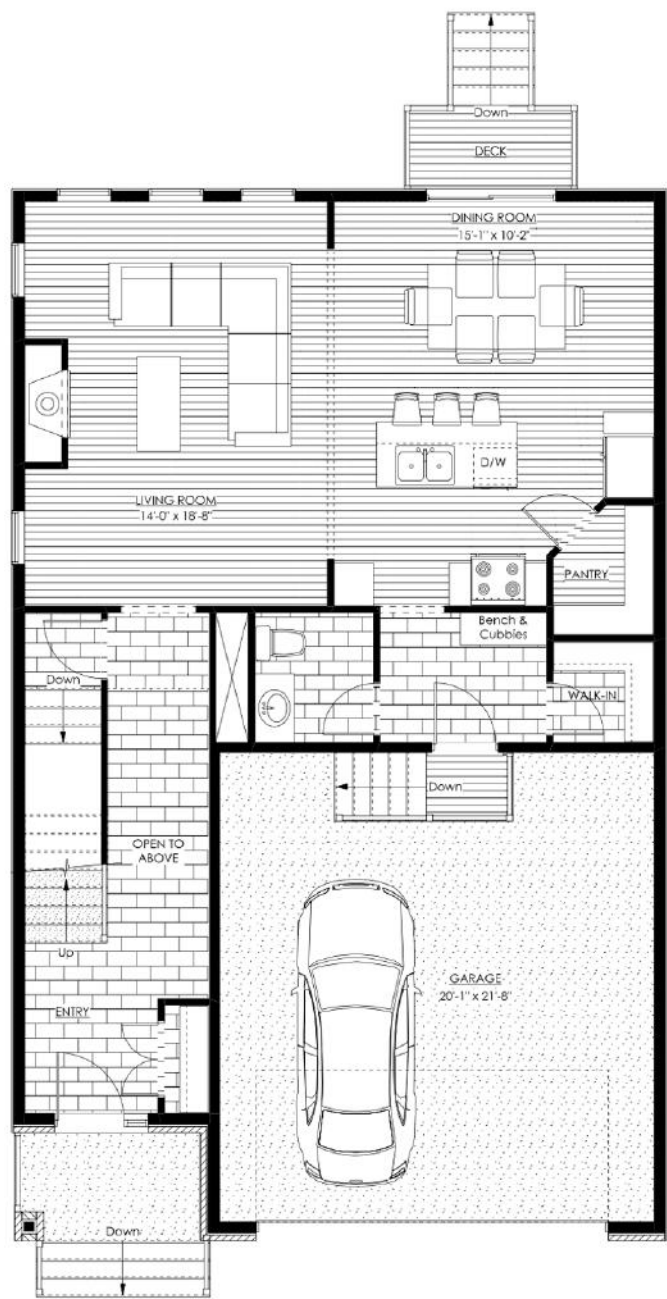 Down
DECK
DINING ROOM
15'-1" x 10'-2"
D/W
LIVING ROOM
14'-0" x 18'-8"
PANTRY
Bench &
Cubbies
Down
WALK-IN
Down
OPEN TO
ABOVE
Up
GARAGE
20'-1" x 21'-8"
ENTRY
Down